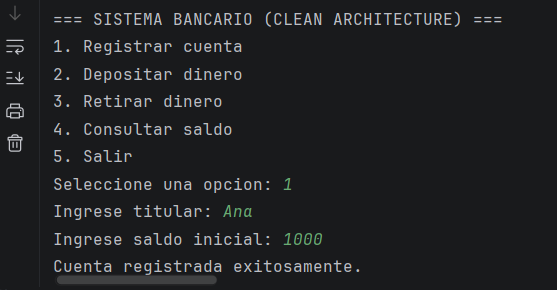 === SISTEMA BANCARIO (CLEAN ARCHITECTURE) ===
1. Registrar cuenta
2. Depositar dinero
3. Retirar dinero
4. Consultar saldo
5. Salir
Seleccione una opcion: 1
Ingrese titular: Ana
Ingrese saldo inicial: 1000
Cuenta registrada exitosamente.